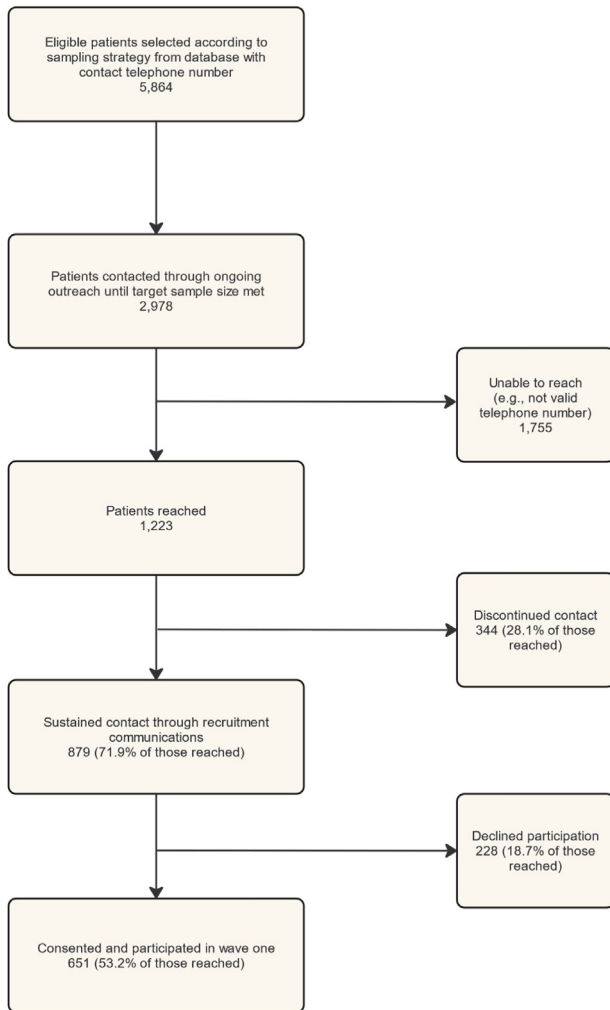 Eligible patients selected according to
sampling strategy from database with
contact telephone number
5,864
Patients contacted through ongoing
outreach until target sample size met
2,978
Unable to reach
(e.g., not valid
telephone number)
1,755
Patients reached
1,223
Discontinued contact
344 (28.1% of those
reached)
Sustained contact through recruitment
communications
879 (71.9% of those reached)
Declined participation
228 (18.7% of those
reached)
Consented and participated in wave one
651 (53.2% of those reached)